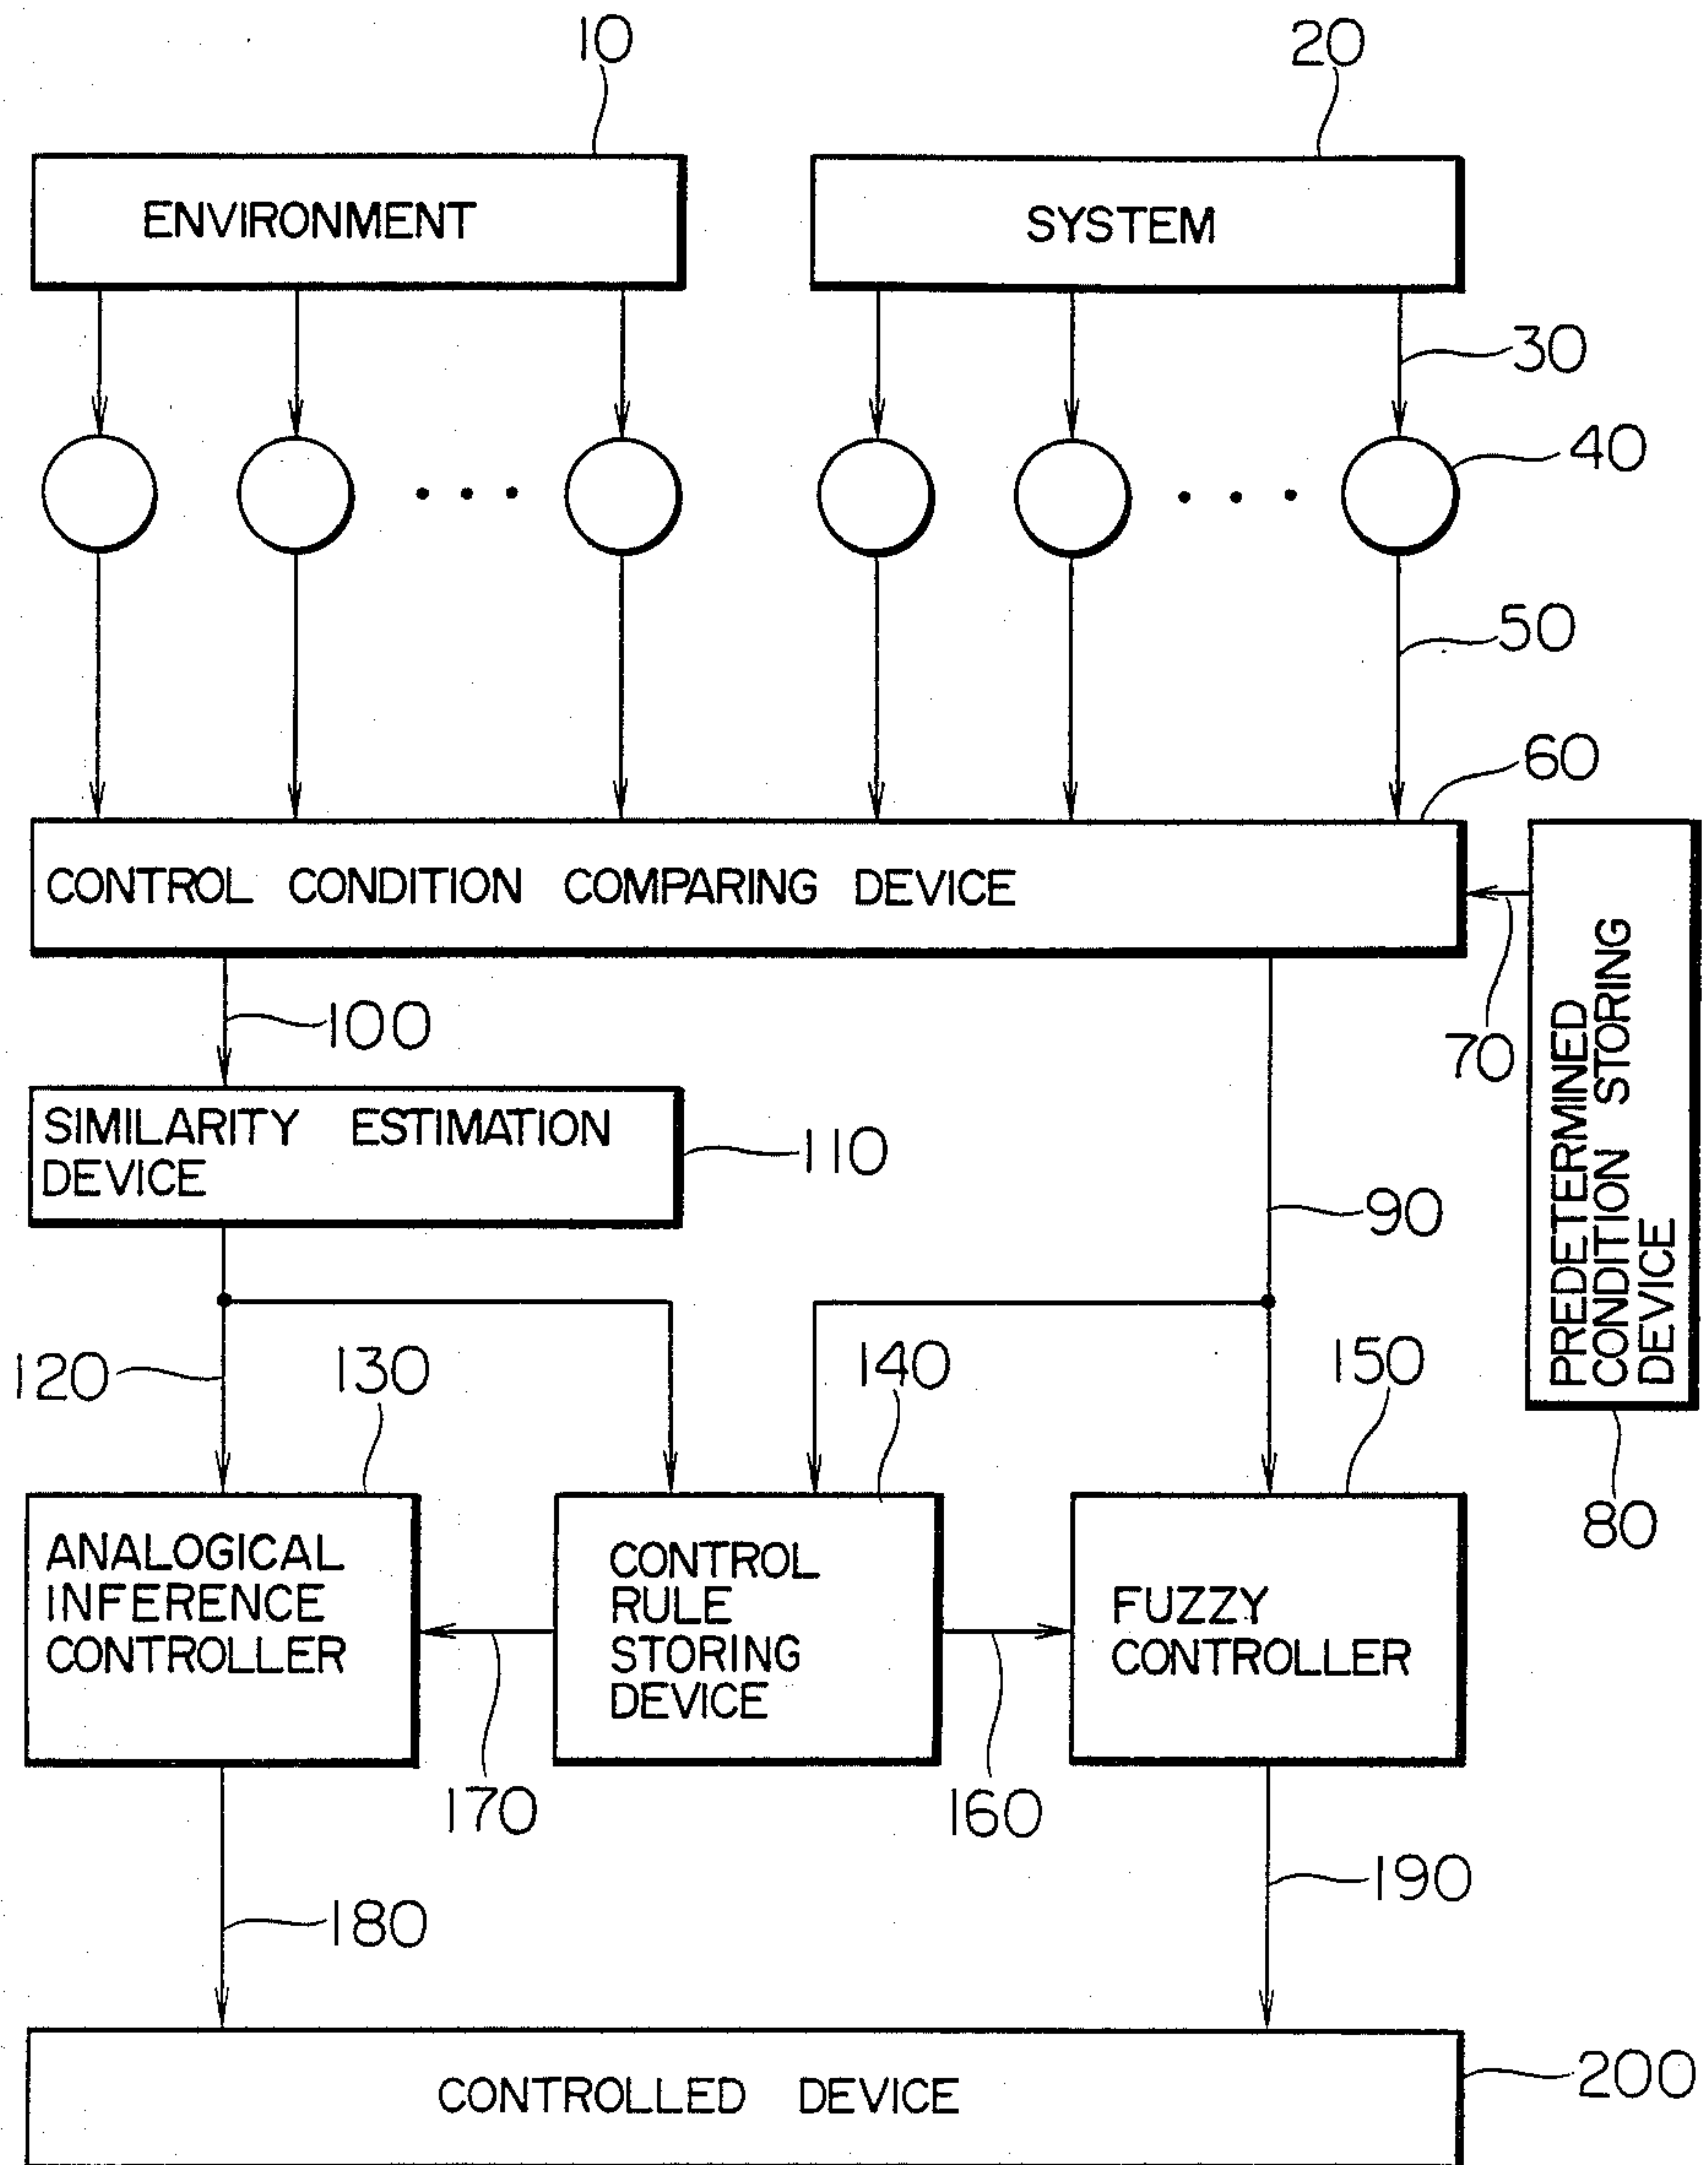 10
20
ENVIRONMENT
SYSTEM
30
40
50
60
CONTROL CONDITION COMPARING DEVICE
70
PREDETERMINED
CONDITION STORING
DEVICE
80
100
SIMILARITY ESTIMATION
DEVICE
110
90
120
130
140
150
ANALOGICAL
INFERENCE
CONTROLLER
CONTROL
RULE
STORING
DEVICE
FUZZY
CONTROLLER
170
160
180
190
CONTROLLED DEVICE
200